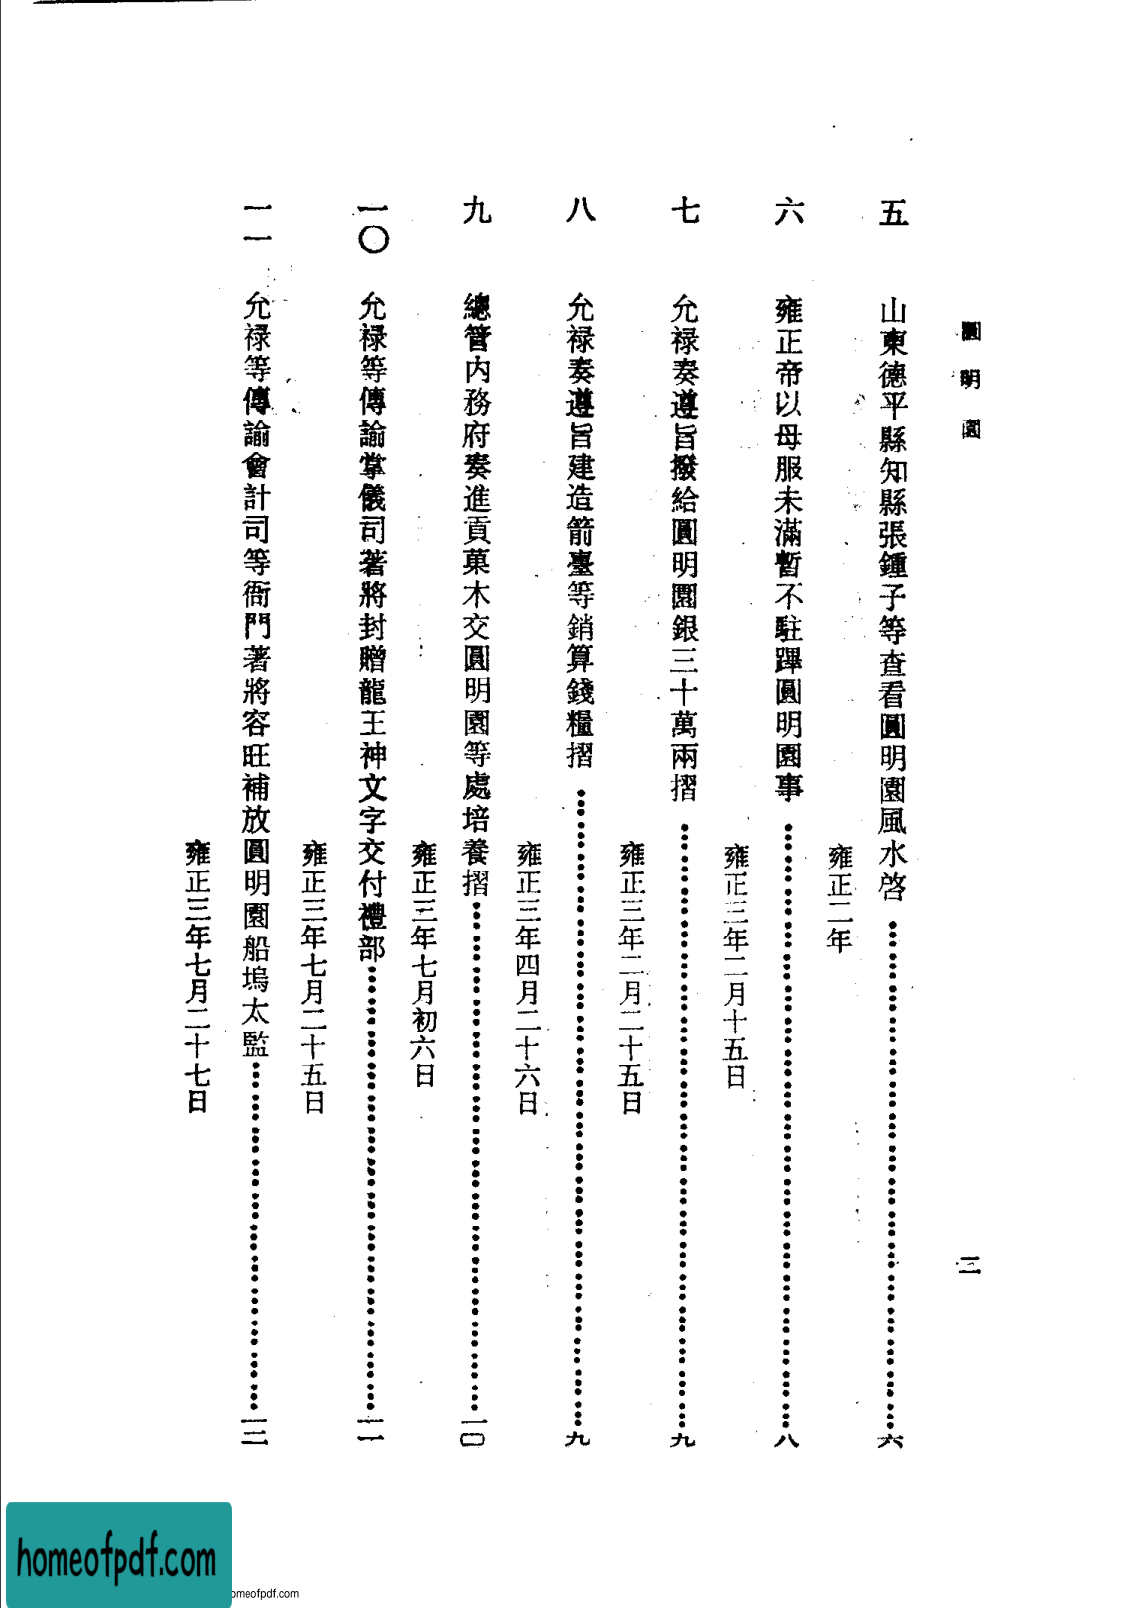 圓明園
二
五　山東德平縣知縣張鍾子等查看圓明園風水啓……六
雍正二年
六　雍正帝以母服未滿暫不駐蹕圓明園事……八
雍正三年二月十五日
七　允祿奏遵旨撥給圓明園銀三十萬兩摺……九
雍正三年二月二十五日
八　允祿奏遵旨建造箭臺等銷算錢糧摺……九
雍正三年四月二十六日
九　總管内務府奏進貢菓木交圓明園等處培養摺……一〇
雍正三年七月初六日
一〇　允祿等傳諭掌儀司著將封贈龍王神文字交付禮部……一一
雍正三年七月二十五日
一一　允祿等傳諭會計司等衙門著將容旺補放圓明園船塢太監……一二
雍正三年七月二十七日
homeofpdf.com
omeofpdf.com